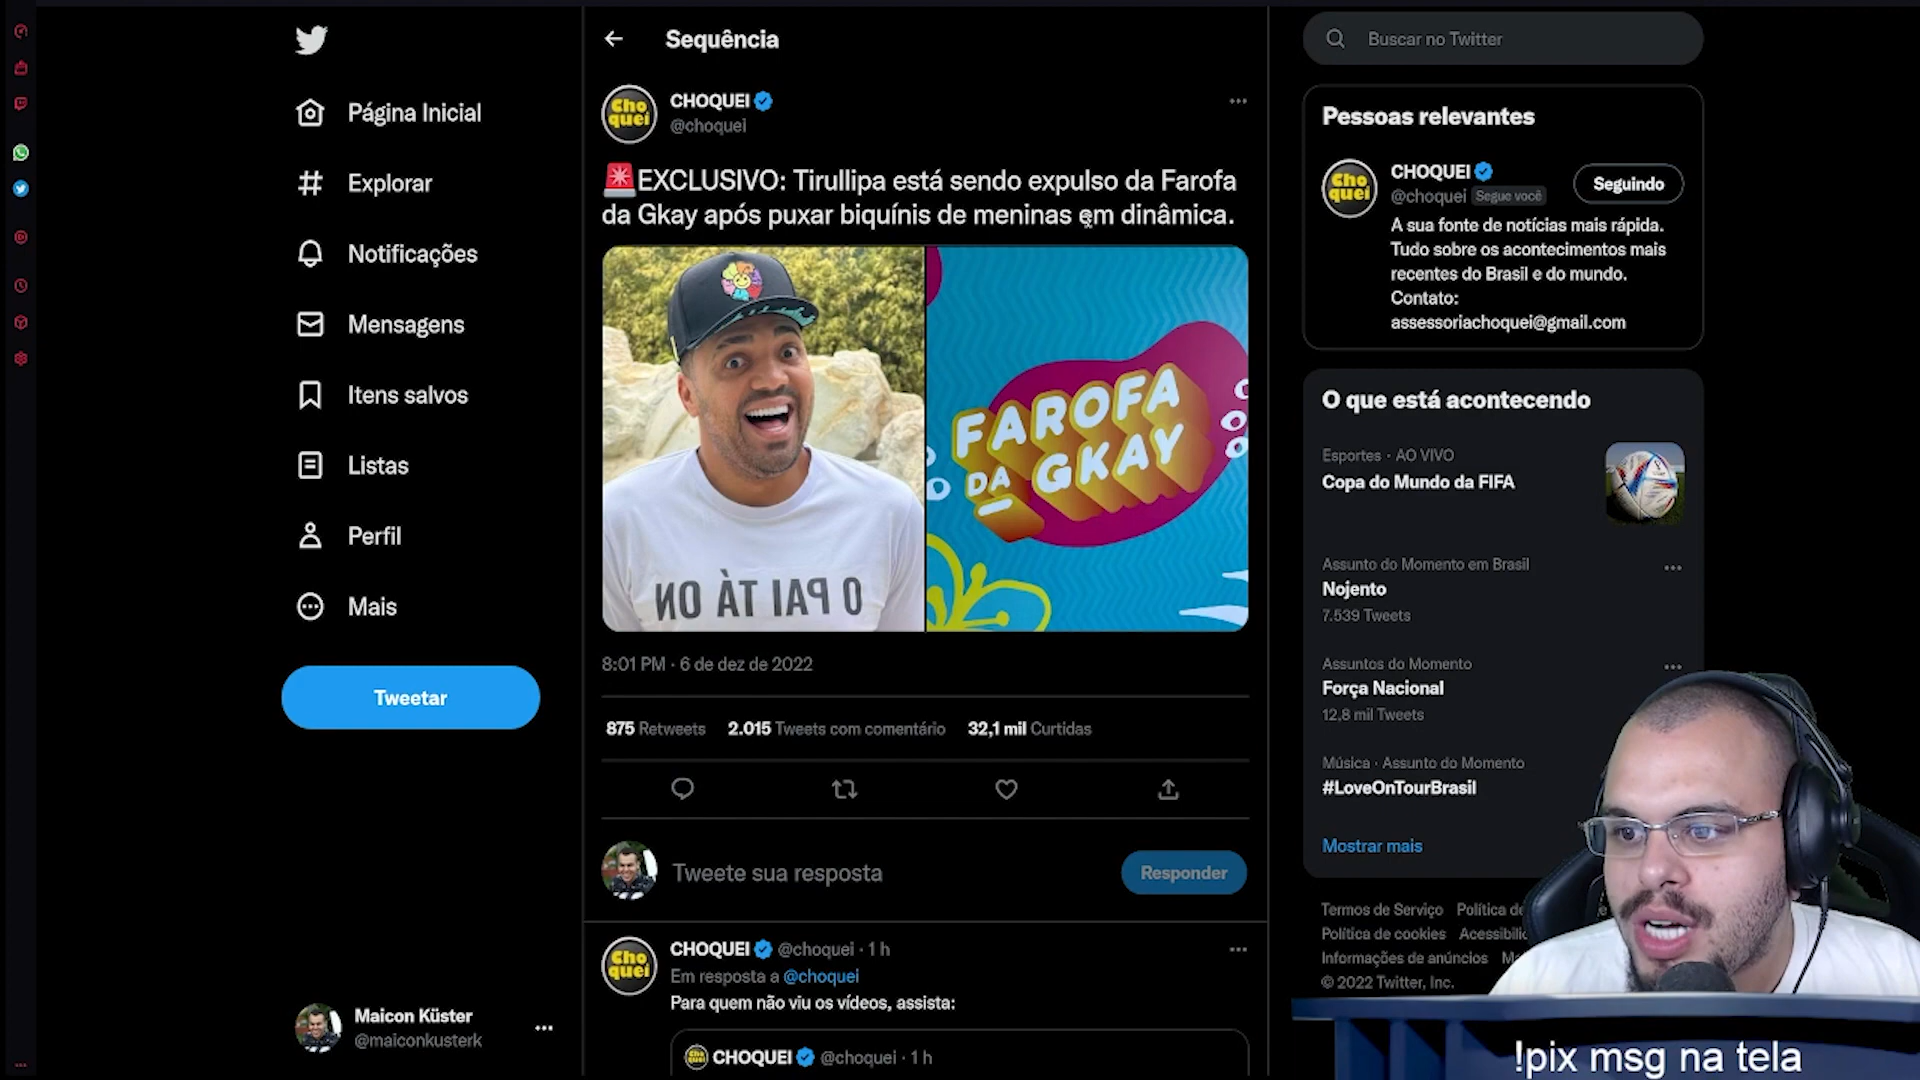 Página Inicial
Explorar
Notificações
Mensagens
Itens salvos
Listas
Perfil
Mais
Tweetar
Maicon Küster
@maiconkusterk
Sequência
Cho
quei
CHOQUEI
@choquei
EXCLUSIVO: Tirullipa está sendo expulso da Farofa
da Gkay após puxar biquínis de meninas em dinâmica.
O PAI TÁ ON
FAROFA
DA GKAY
8:01 PM · 6 de dez de 2022
875 Retweets 2.015 Tweets com comentário 32,1 mil Curtidas
Tweete sua resposta
Responder
Cho
quei
CHOQUEI @choquei · 1 h
Em resposta a @choquei
Para quem não viu os vídeos, assista:
CHOQUEI @choquei · 1 h
Buscar no Twitter
Pessoas relevantes
Cho
quei
CHOQUEI
@choquei Segue você
Seguindo
A sua fonte de notícias mais rápida.
Tudo sobre os acontecimentos mais
recentes do Brasil e do mundo.
Contato:
assessoriachoquei@gmail.com
O que está acontecendo
Esportes · AO VIVO
Copa do Mundo da FIFA
Assunto do Momento em Brasil
Nojento
7.539 Tweets
Assuntos do Momento
Força Nacional
12,8 mil Tweets
Música · Assunto do Momento
#LoveOnTourBrasil
Mostrar mais
Termos de Serviço Política de
Política de cookies
Informações de anúncios
© 2022 Twitter, Inc.
!pix msg na tela